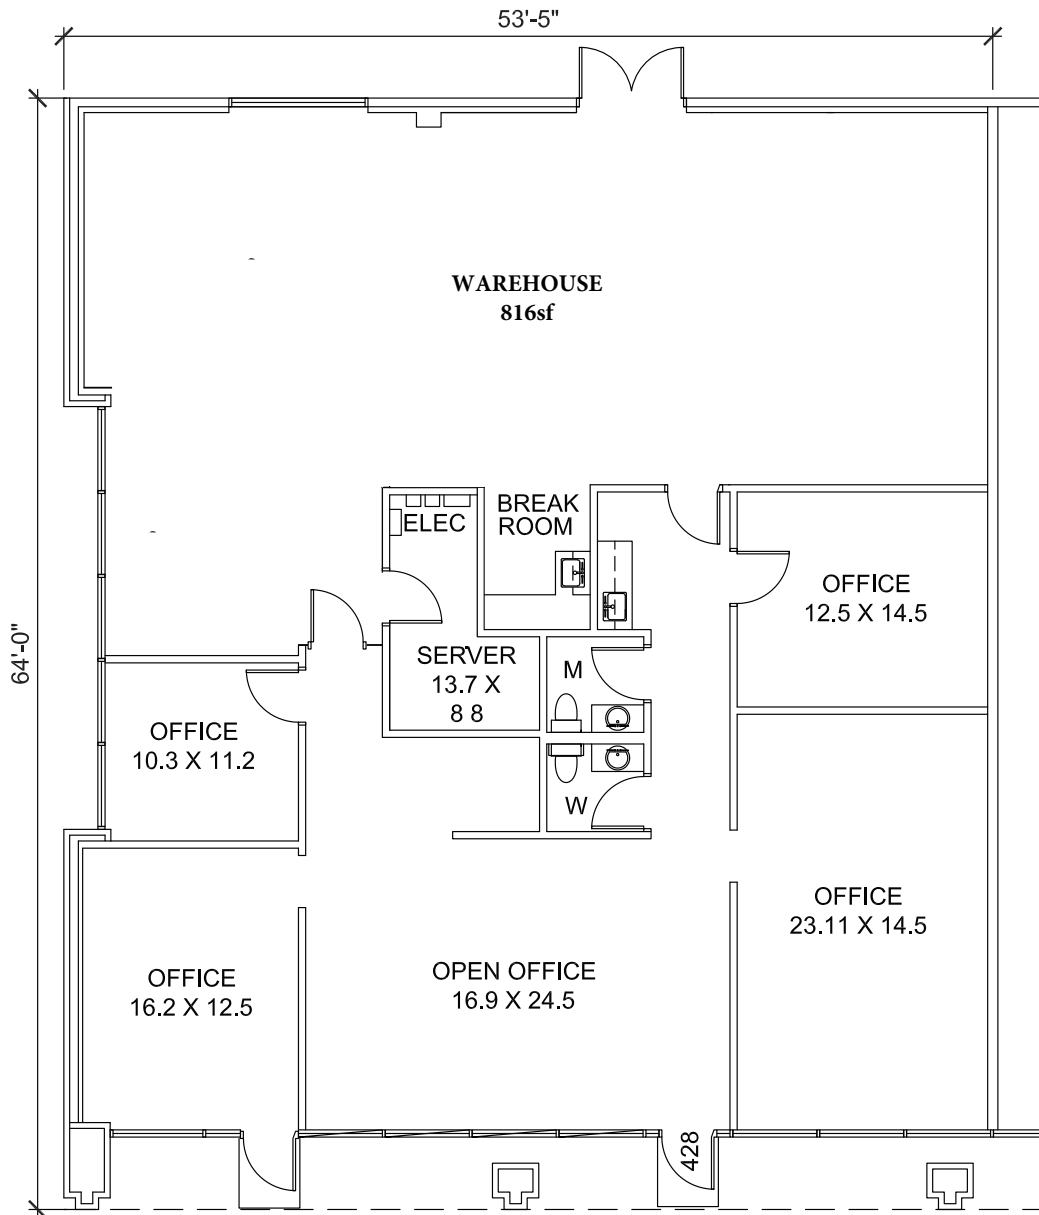 53'-5"
WAREHOUSE
816sf
64'-0"
ELEC
BREAK
ROOM
OFFICE
12.5 X 14.5
SERVER
13.7 X
8 8
M
OFFICE
10.3 X 11.2
W
OFFICE
23.11 X 14.5
OFFICE
16.2 X 12.5
OPEN OFFICE
16.9 X 24.5
428